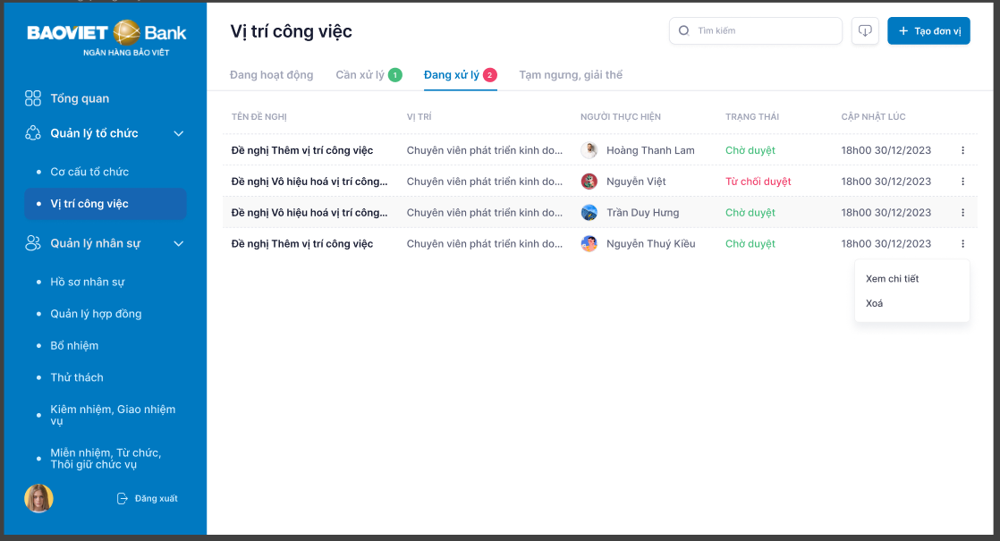 BAOVIET Bank
NGÂN HÀNG BẢO VIỆT
Tổng quan
Quản lý tổ chức
Cơ cấu tổ chức
Vị trí công việc
Quản lý nhân sự
Hồ sơ nhân sự
Quản lý hợp đồng
Bổ nhiệm
Thử thách
Kiêm nhiệm, Giao nhiệm
vụ
Miễn nhiệm, Từ chức,
Thôi giữ chức vụ
Đăng xuất
Vị trí công việc
Tìm kiếm
+ Tạo đơn vị
Đang hoạt động Cần xử lý 1 Đang xử lý 2 Tạm ngưng, giải thể
TÊN ĐỀ NGHỊ VỊ TRÍ NGƯỜI THỰC HIỆN TRẠNG THÁI CẬP NHẬT LÚC
Đề nghị Thêm vị trí công việc Chuyên viên phát triển kinh do... Hoàng Thanh Lam Chờ duyệt 18h00 30/12/2023
Đề nghị Vô hiệu hoá vị trí công... Chuyên viên phát triển kinh do... Nguyễn Việt Từ chối duyệt 18h00 30/12/2023
Đề nghị Vô hiệu hoá vị trí công... Chuyên viên phát triển kinh do... Trần Duy Hưng Chờ duyệt 18h00 30/12/2023
Đề nghị Thêm vị trí công việc Chuyên viên phát triển kinh do... Nguyễn Thuý Kiều Chờ duyệt 18h00 30/12/2023
Xem chi tiết
Xoá